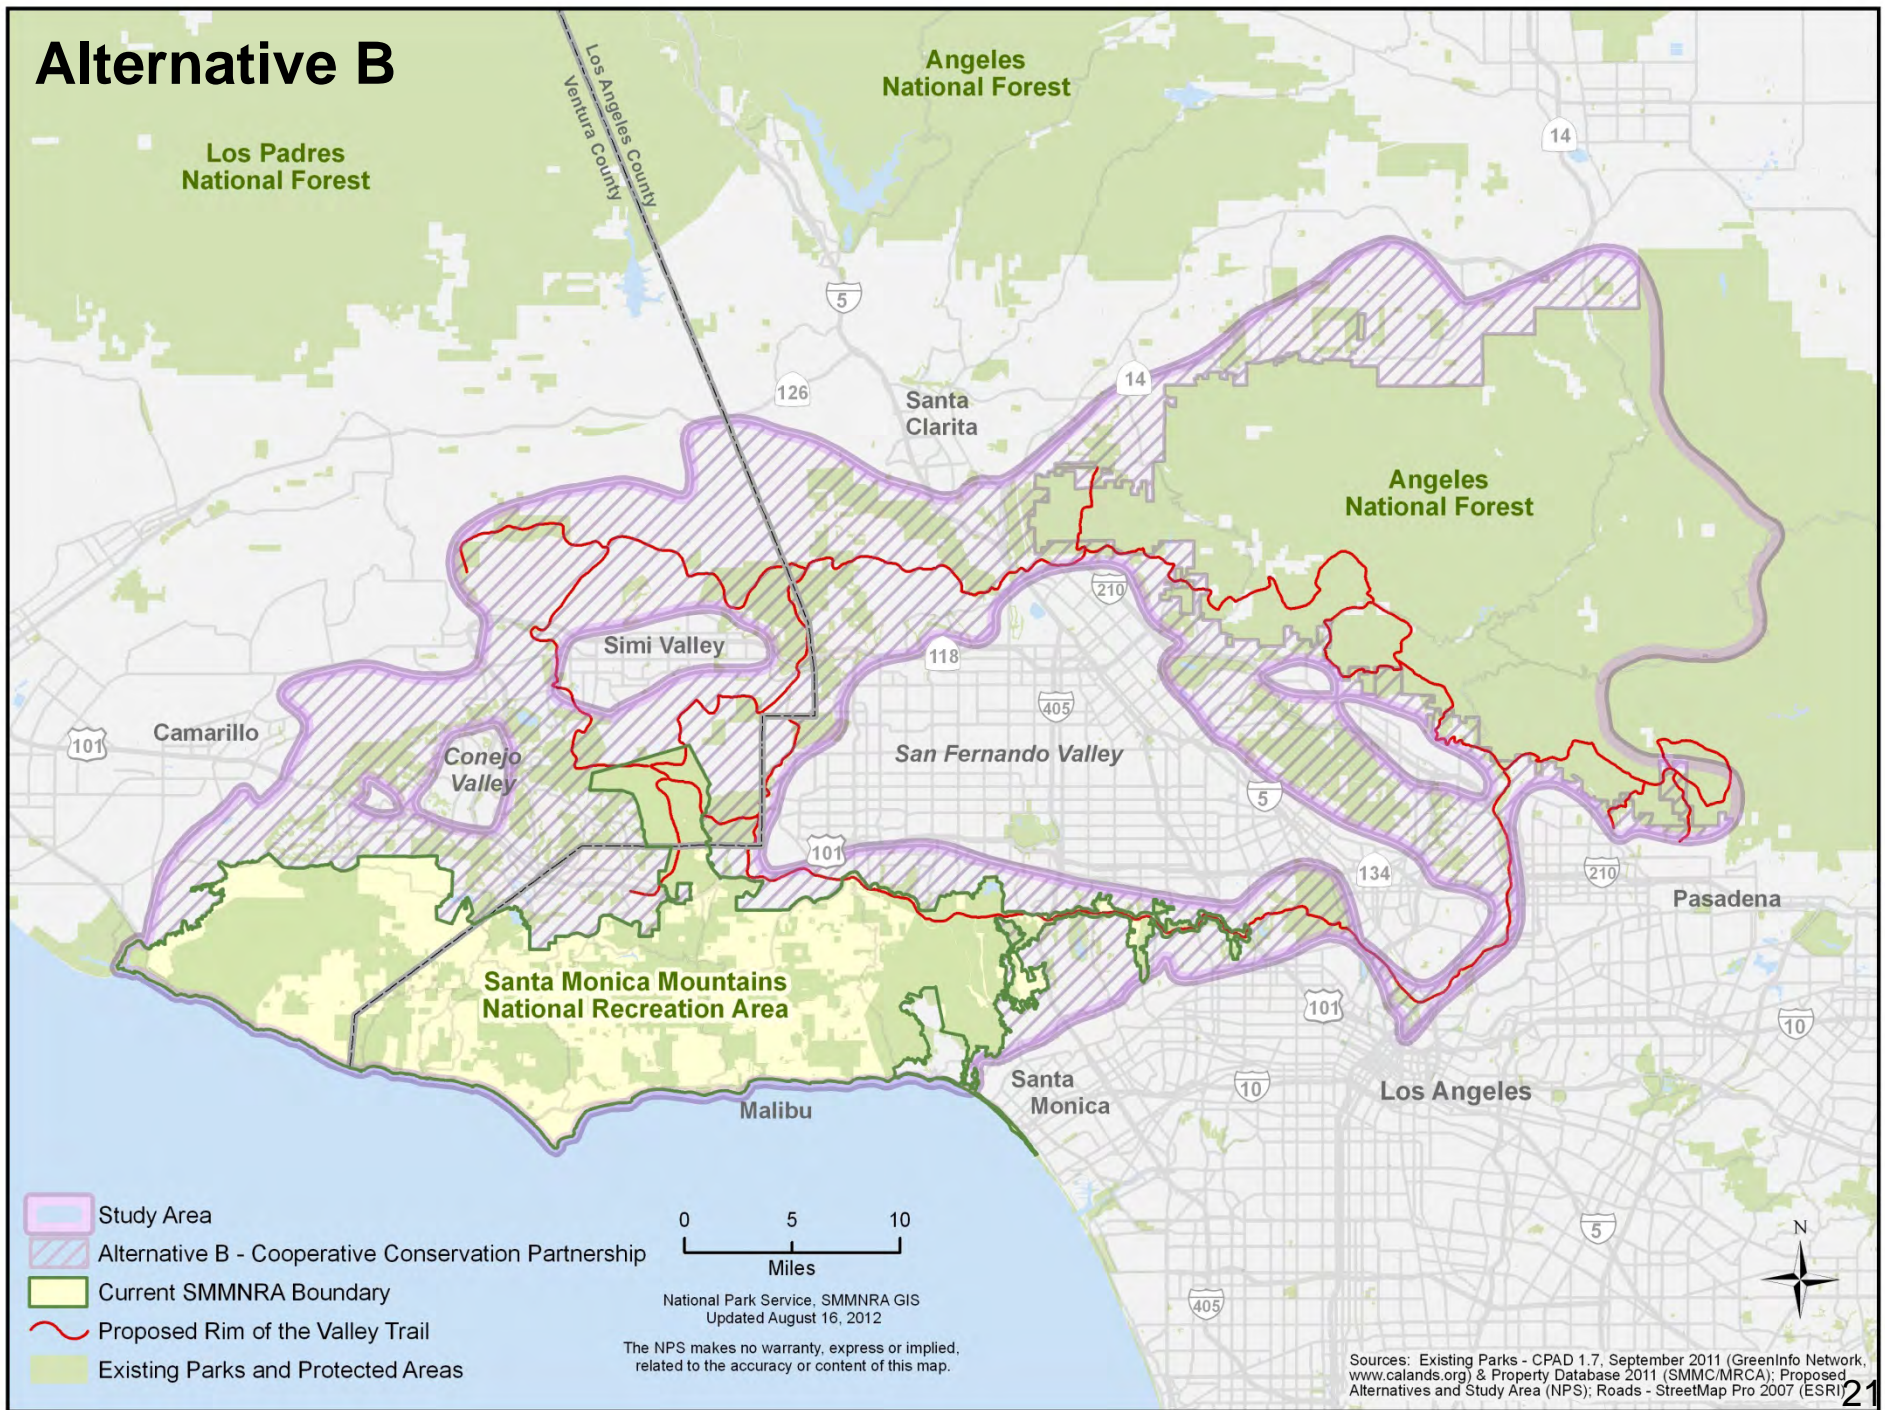 Alternative B
Los Angeles County
Ventura County
Angeles
National Forest
Los Padres
National Forest
14
5
126
14
Santa
Clarita
Angeles
National Forest
210
Simi Valley
118
405
Camarillo
101
Conejo
Valley
San Fernando Valley
5
101
134
210
Pasadena
Santa Monica Mountains
National Recreation Area
101
10
Santa
Monica
10
Los Angeles
Malibu
5
405
N
Study Area
Alternative B - Cooperative Conservation Partnership
Current SMMNRA Boundary
Proposed Rim of the Valley Trail
Existing Parks and Protected Areas
0 5 10
Miles
National Park Service, SMMNRA GIS
Updated August 16, 2012
The NPS makes no warranty, express or implied,
related to the accuracy or content of this map.
Sources: Existing Parks - CPAD 1.7, September 2011 (GreenInfo Network,
www.calands.org) & Property Database 2011 (SMMC/MRCA); Proposed
Alternatives and Study Area (NPS); Roads - StreetMap Pro 2007 (ESRI)
21